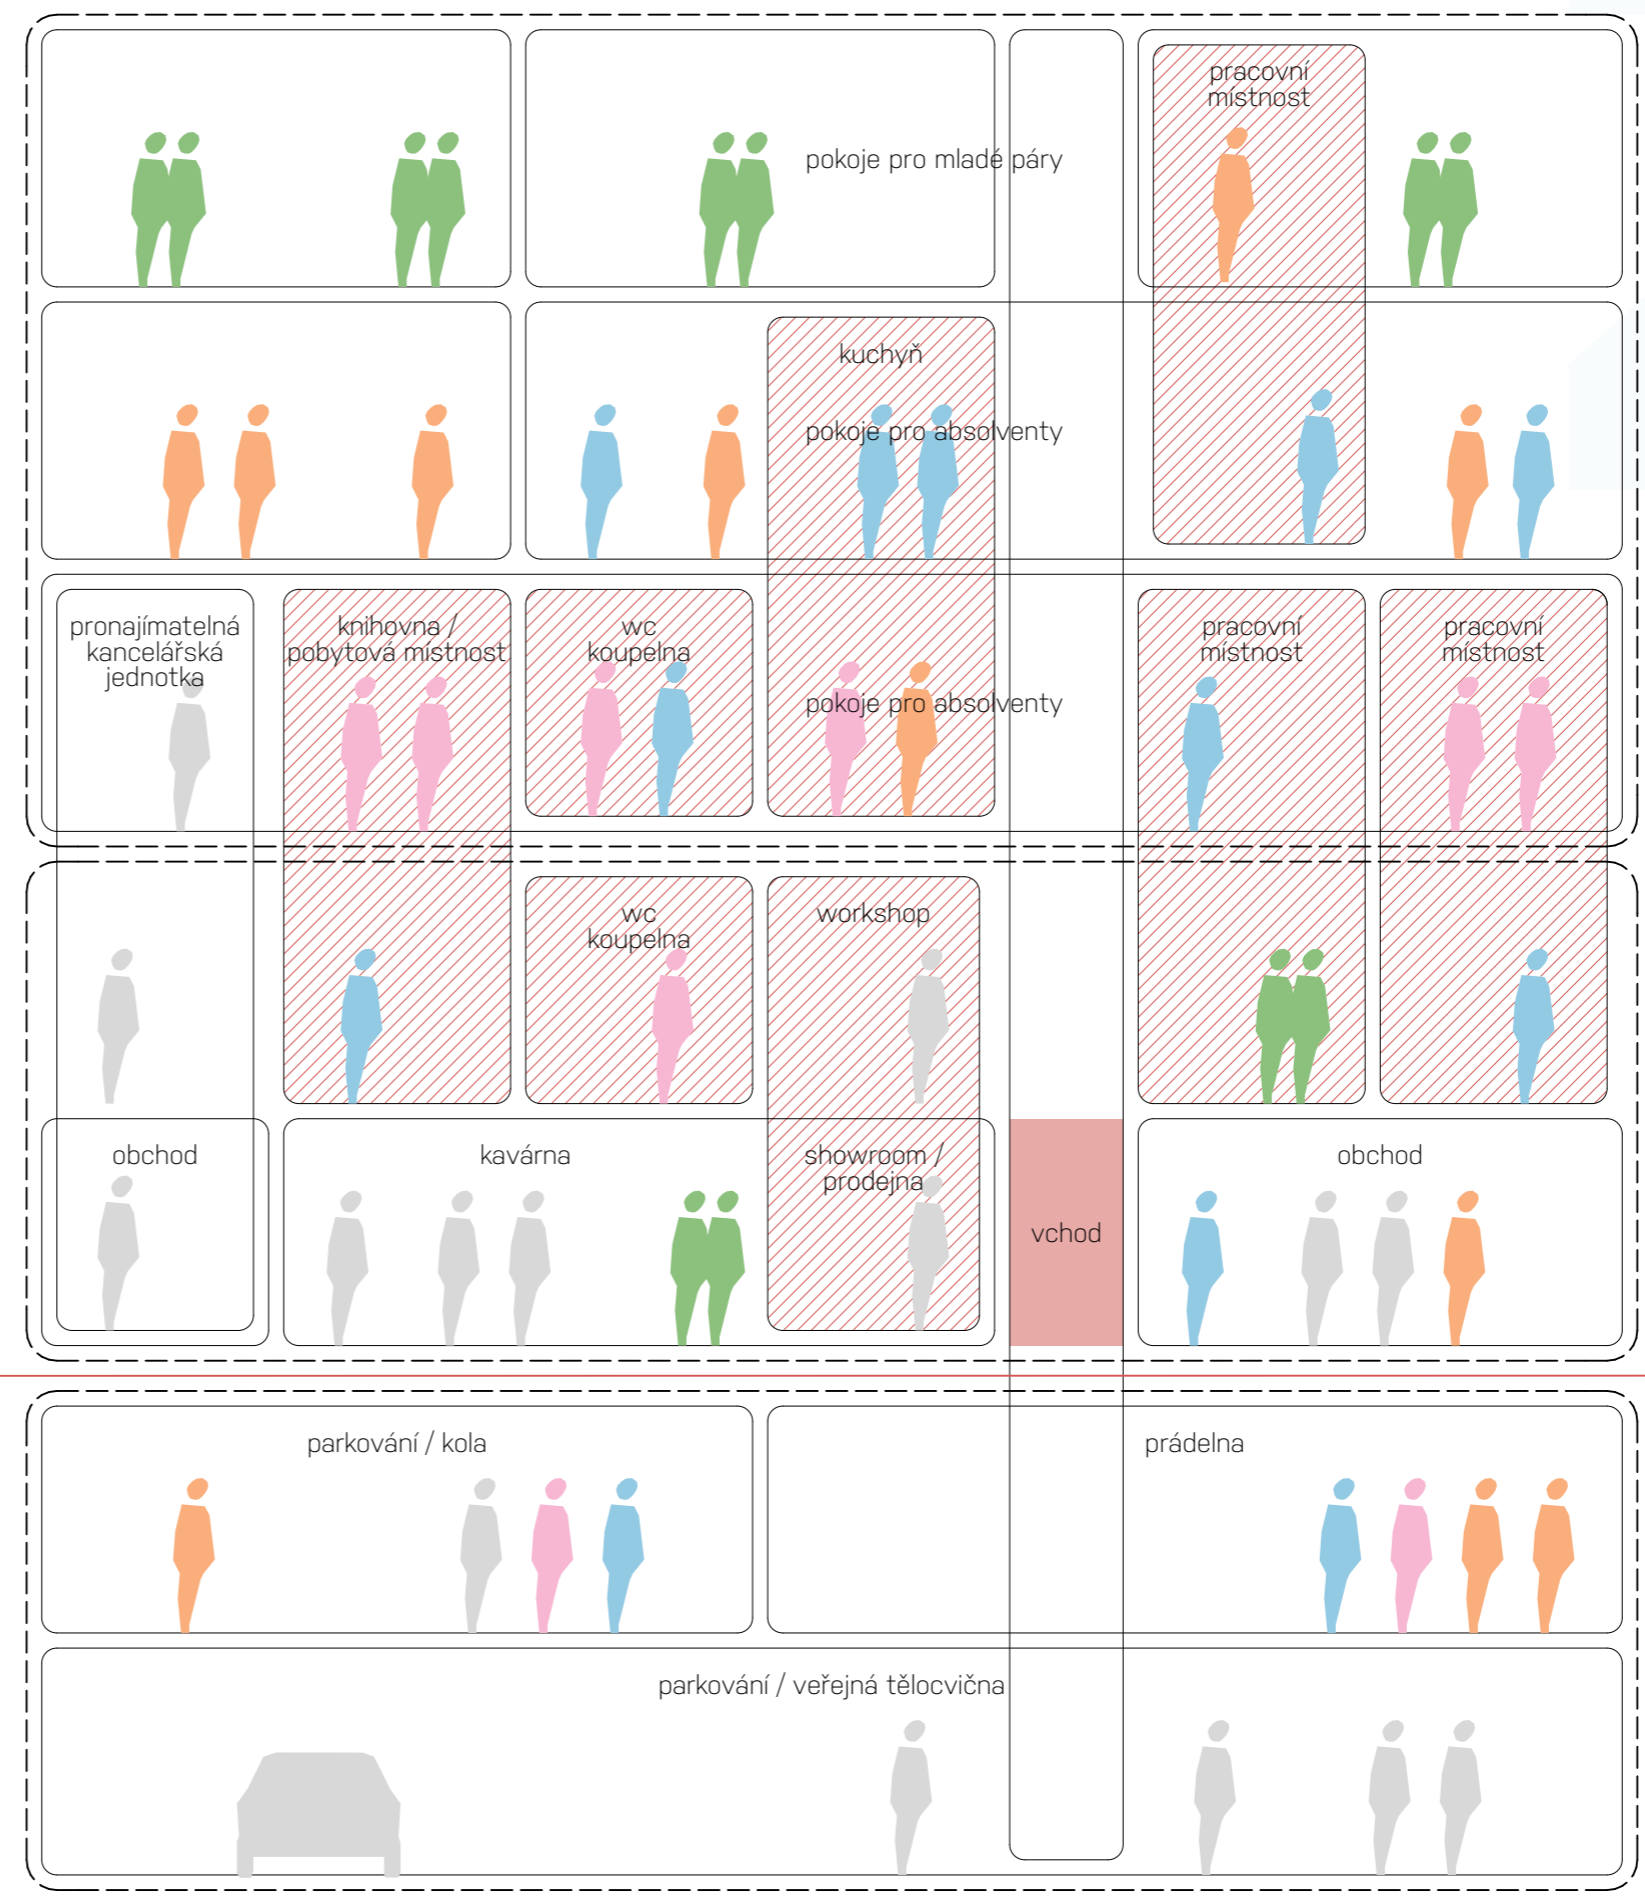 pracovní
místnost
pokoje pro mladé páry
kuchyň
pokoje pro absolventy
pronajímatelná
kancelářská
jednotka
knihovna /
pobytová místnost
wc
koupelna
pokoje pro absolventy
pracovní
místnost
pracovní
místnost
wc
koupelna
workshop
obchod
kavárna
showroom /
prodejna
vchod
obchod
parkování / kola
prádelna
parkování / veřejná tělocvična